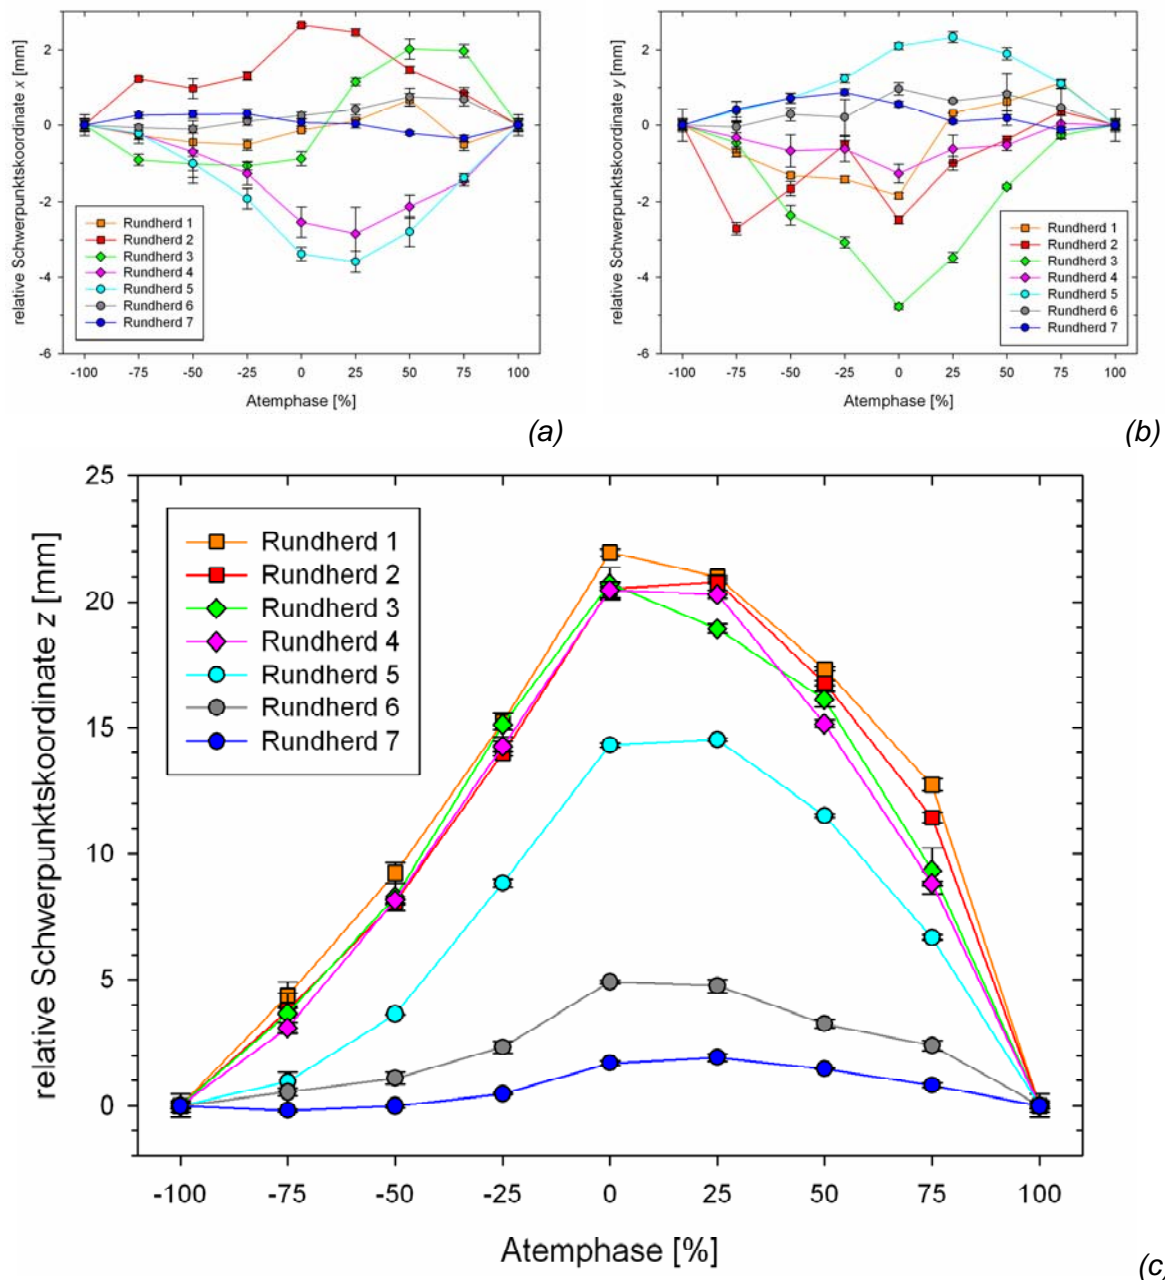 relative Schwerpunktskoordinate x [mm]
2
0
-2
-4
-6
Rundherd 1
Rundherd 2
Rundherd 3
Rundherd 4
Rundherd 5
Rundherd 6
Rundherd 7
-100 -75 -50 -25 0 25 50 75 100
Atemphase [%]
(a)
relative Schwerpunktskoordinate y [mm]
2
0
-2
-4
-6
Rundherd 1
Rundherd 2
Rundherd 3
Rundherd 4
Rundherd 5
Rundherd 6
Rundherd 7
-100 -75 -50 -25 0 25 50 75 100
Atemphase [%]
(b)
relative Schwerpunktskoordinate z [mm]
25
20
15
10
5
0
Rundherd 1
Rundherd 2
Rundherd 3
Rundherd 4
Rundherd 5
Rundherd 6
Rundherd 7
-100 -75 -50 -25 0 25 50 75 100
Atemphase [%]
(c)